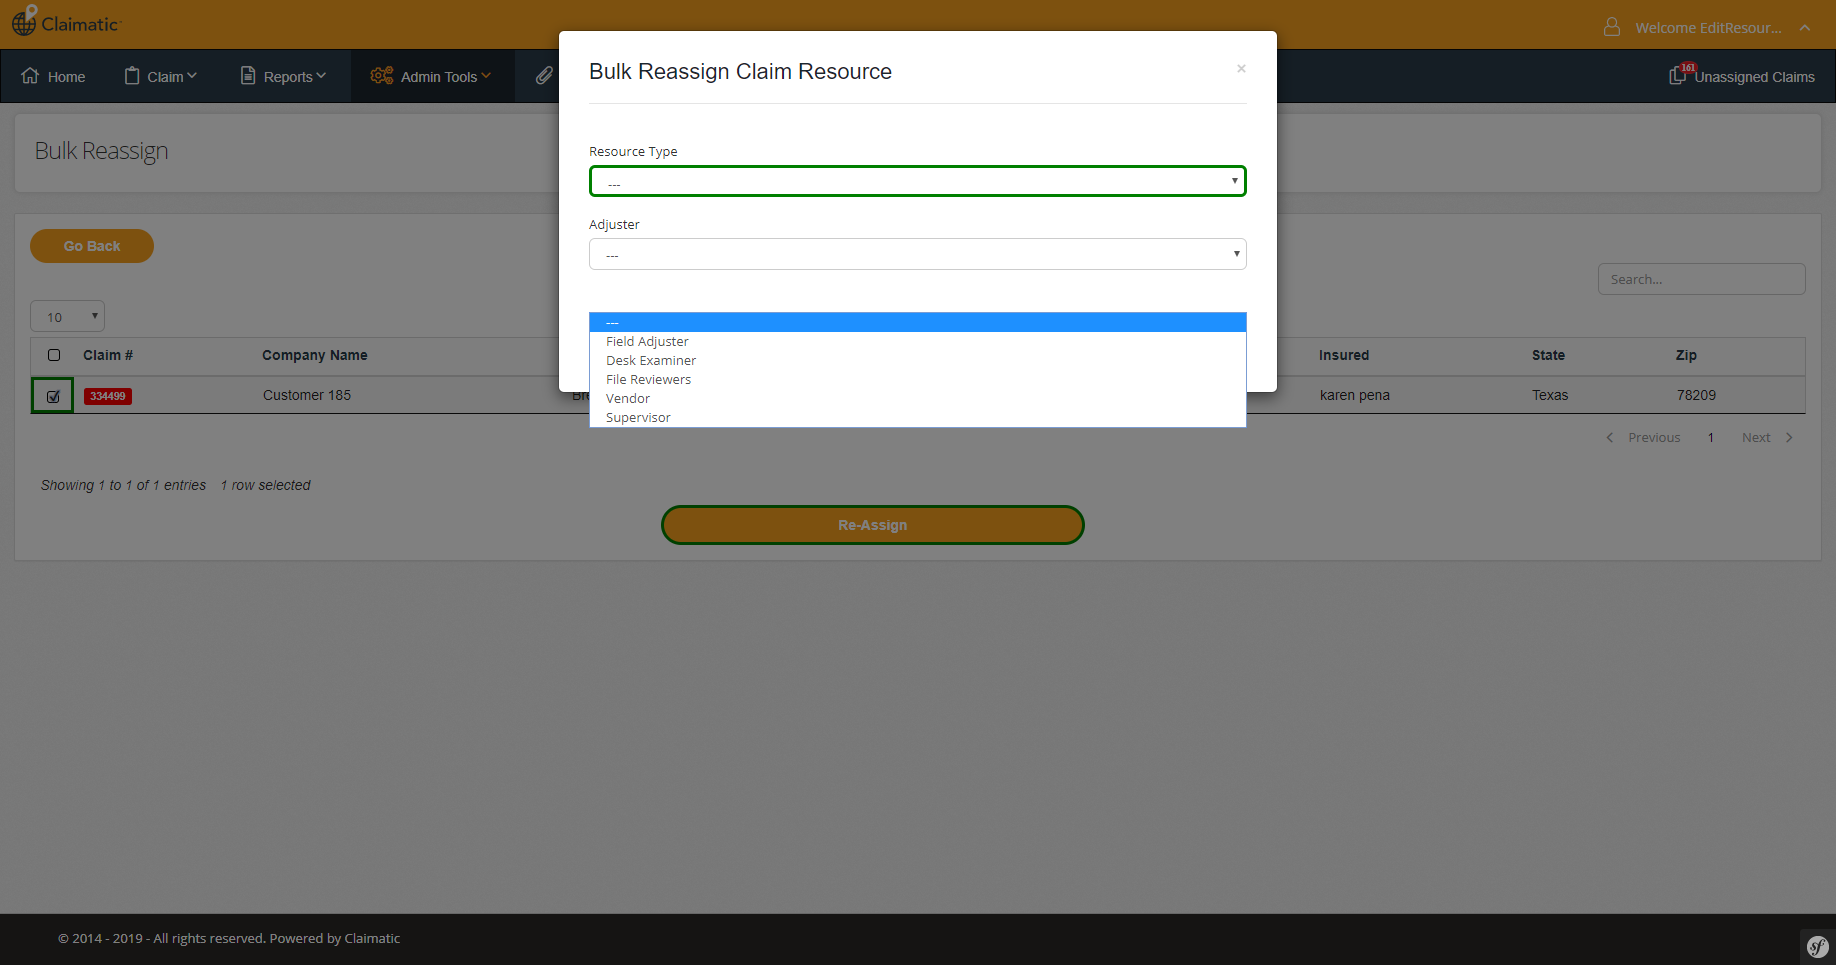 Claimatic
Welcome EditResour...
Home
Claim
Reports
Admin Tools
161
Unassigned Claims
Bulk Reassign Claim Resource
×
Bulk Reassign
Resource Type
---
Adjuster
---
Go Back
Search...
10
---
Field Adjuster
Desk Examiner
File Reviewers
Vendor
Supervisor
Claim #
Company Name
Insured
State
Zip
334499
Customer 185
karen pena
Texas
78209
Previous
1
Next
Showing 1 to 1 of 1 entries
1 row selected
Re-Assign
© 2014 - 2019 - All rights reserved. Powered by Claimatic
sf